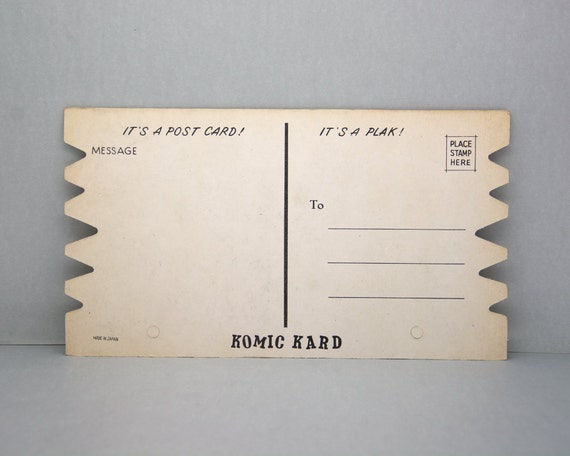 IT'S A POST CARD!
IT'S A PLAK!
MESSAGE
PLACE
STAMP
HERE
To
MADE IN JAPAN
KOMIC KARD